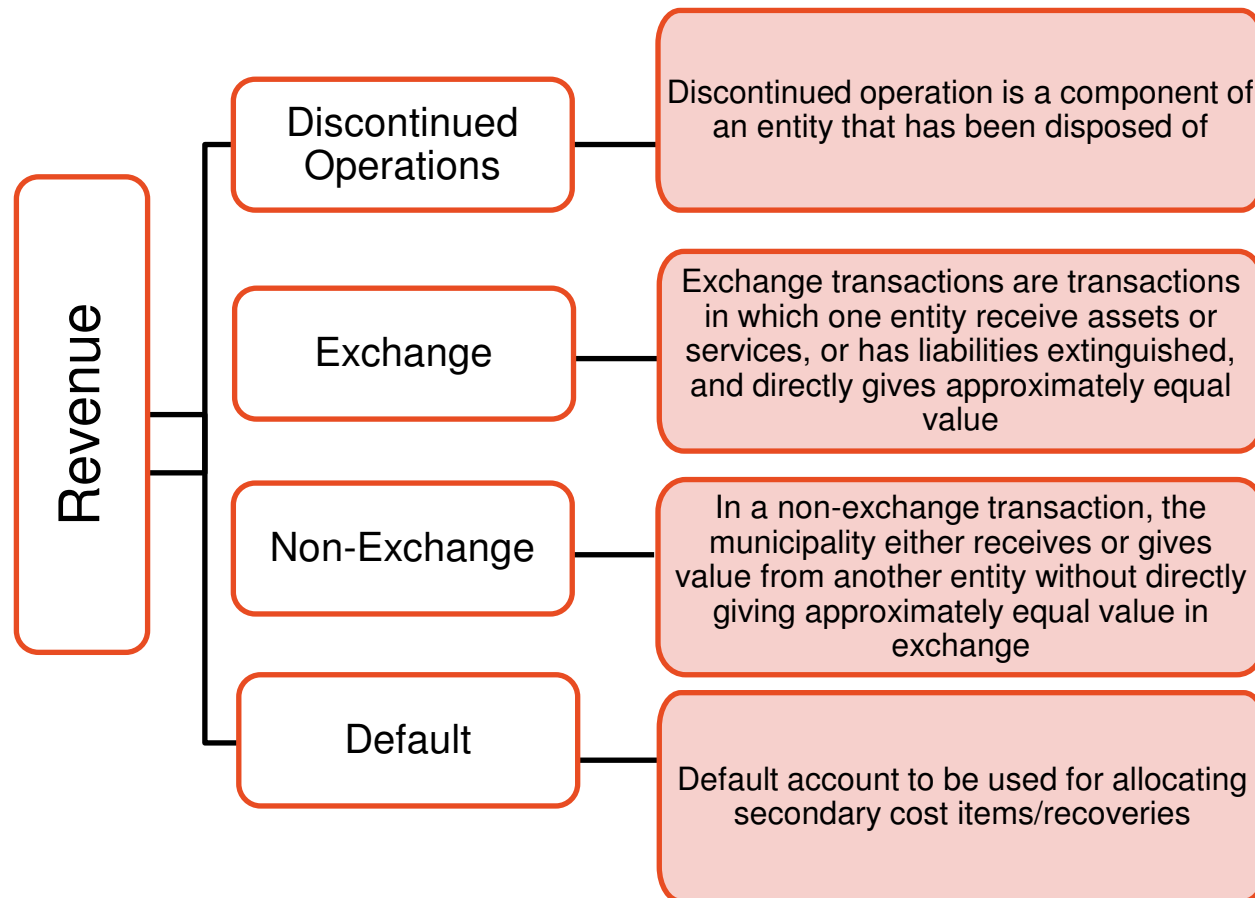 Revenue
Discontinued
Operations
Discontinued operation is a component of
an entity that has been disposed of
Exchange
Exchange transactions are transactions
in which one entity receive assets or
services, or has liabilities extinguished,
and directly gives approximately equal
value
Non-Exchange
In a non-exchange transaction, the
municipality either receives or gives
value from another entity without directly
giving approximately equal value in
exchange
Default
Default account to be used for allocating
secondary cost items/recoveries